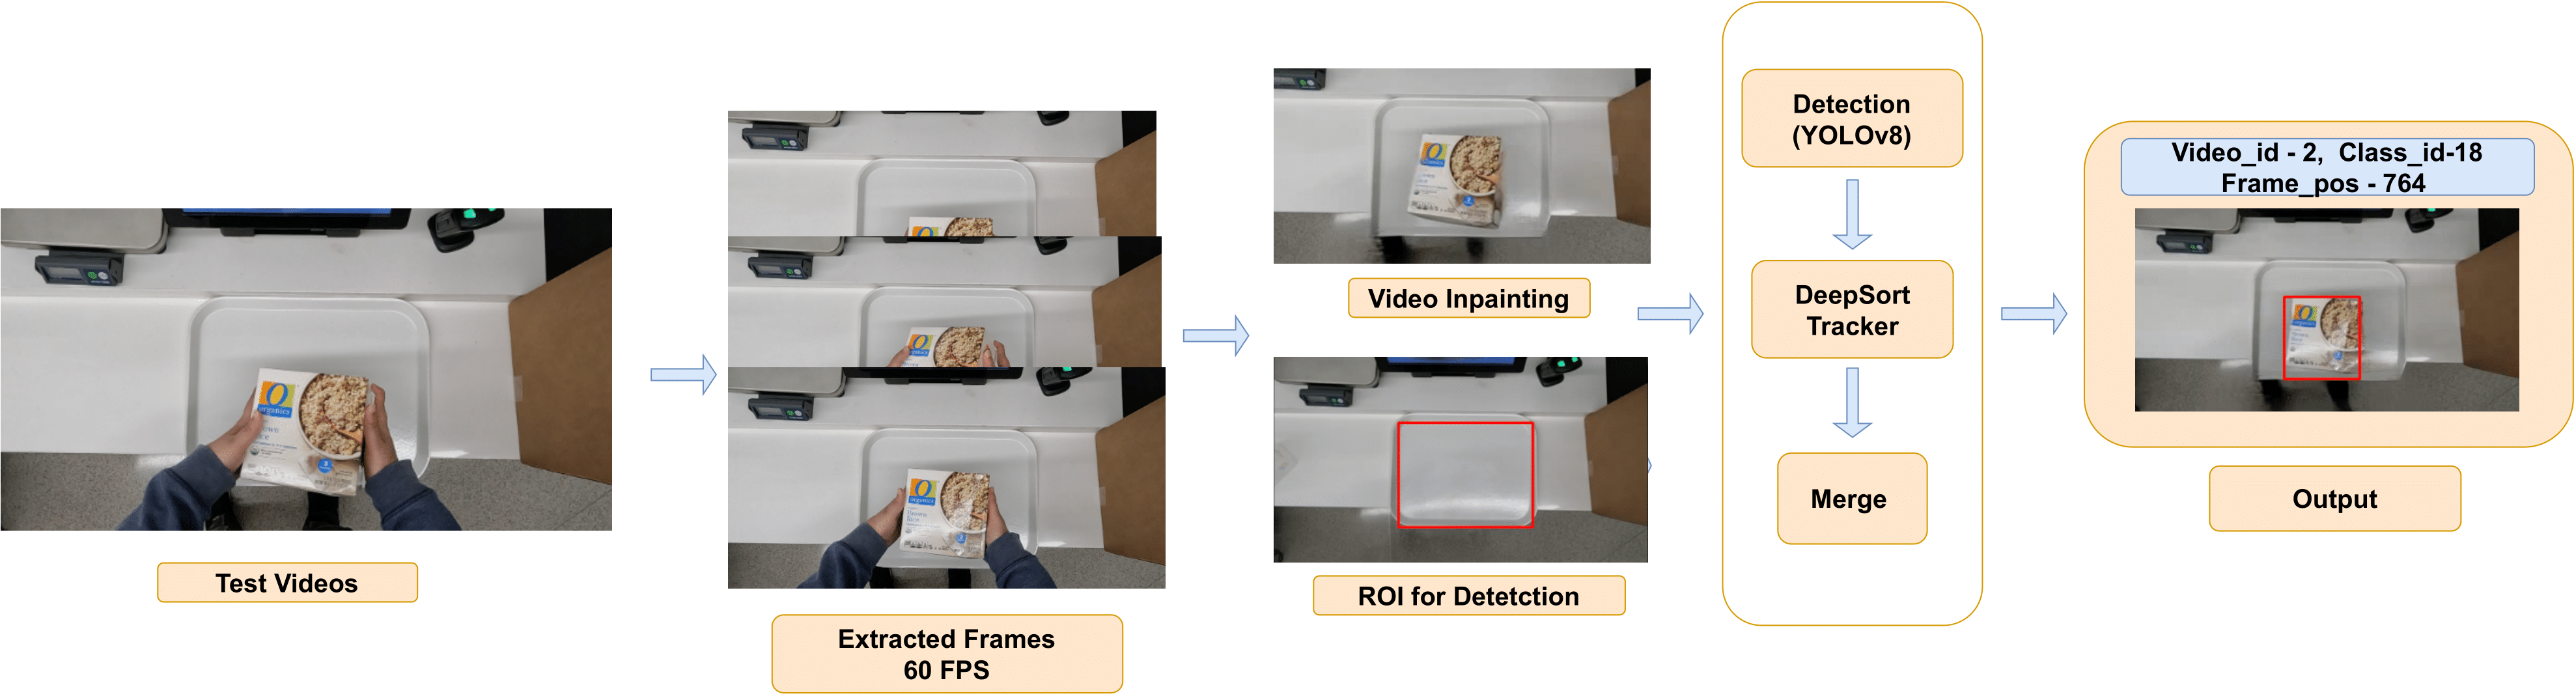 Test Videos
Extracted Frames
60 FPS
Video Inpainting
ROI for Detetction
Detection
(YOLOv8)
DeepSort
Tracker
Merge
Video_id - 2,  Class_id-18
Frame_pos - 764
Output
O
ORGANICS